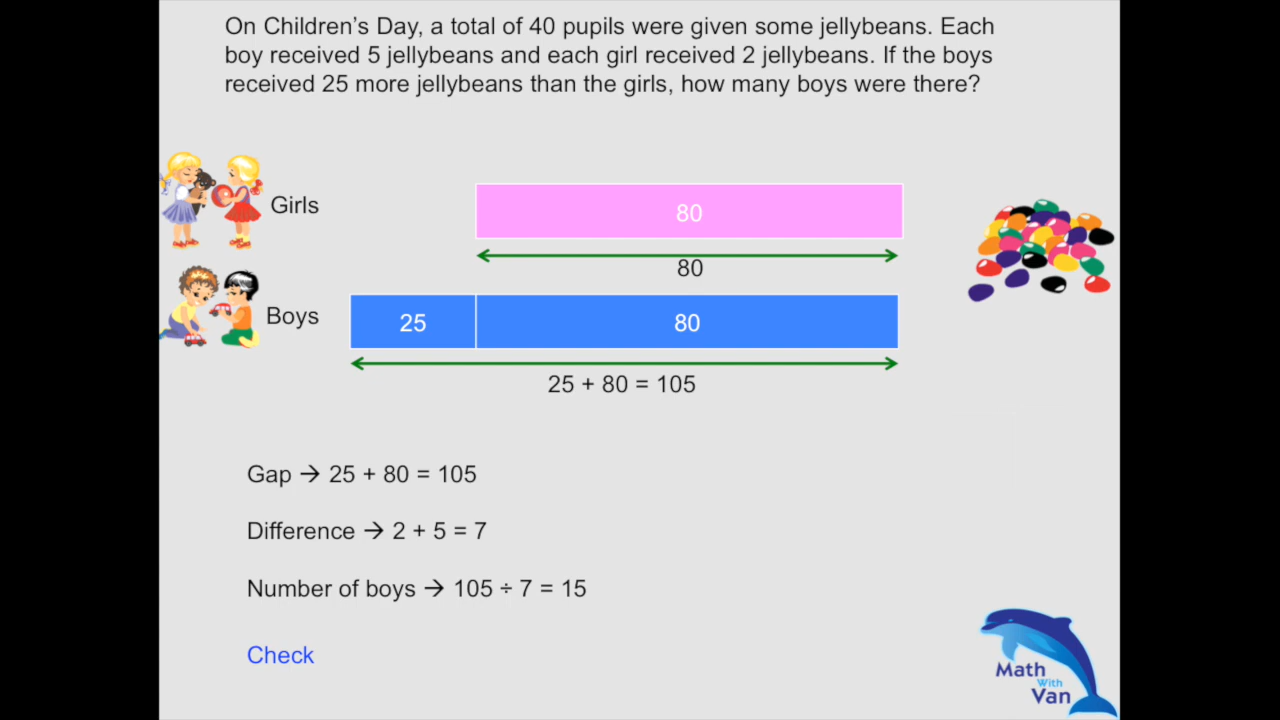 On Children’s Day, a total of 40 pupils were given some jellybeans. Each
boy received 5 jellybeans and each girl received 2 jellybeans. If the boys
received 25 more jellybeans than the girls, how many boys were there?
Girls
80
80
Boys
25
80
25 + 80 = 105
Gap → 25 + 80 = 105
Difference → 2 + 5 = 7
Number of boys → 105 ÷ 7 = 15
Check
Math
With
Van